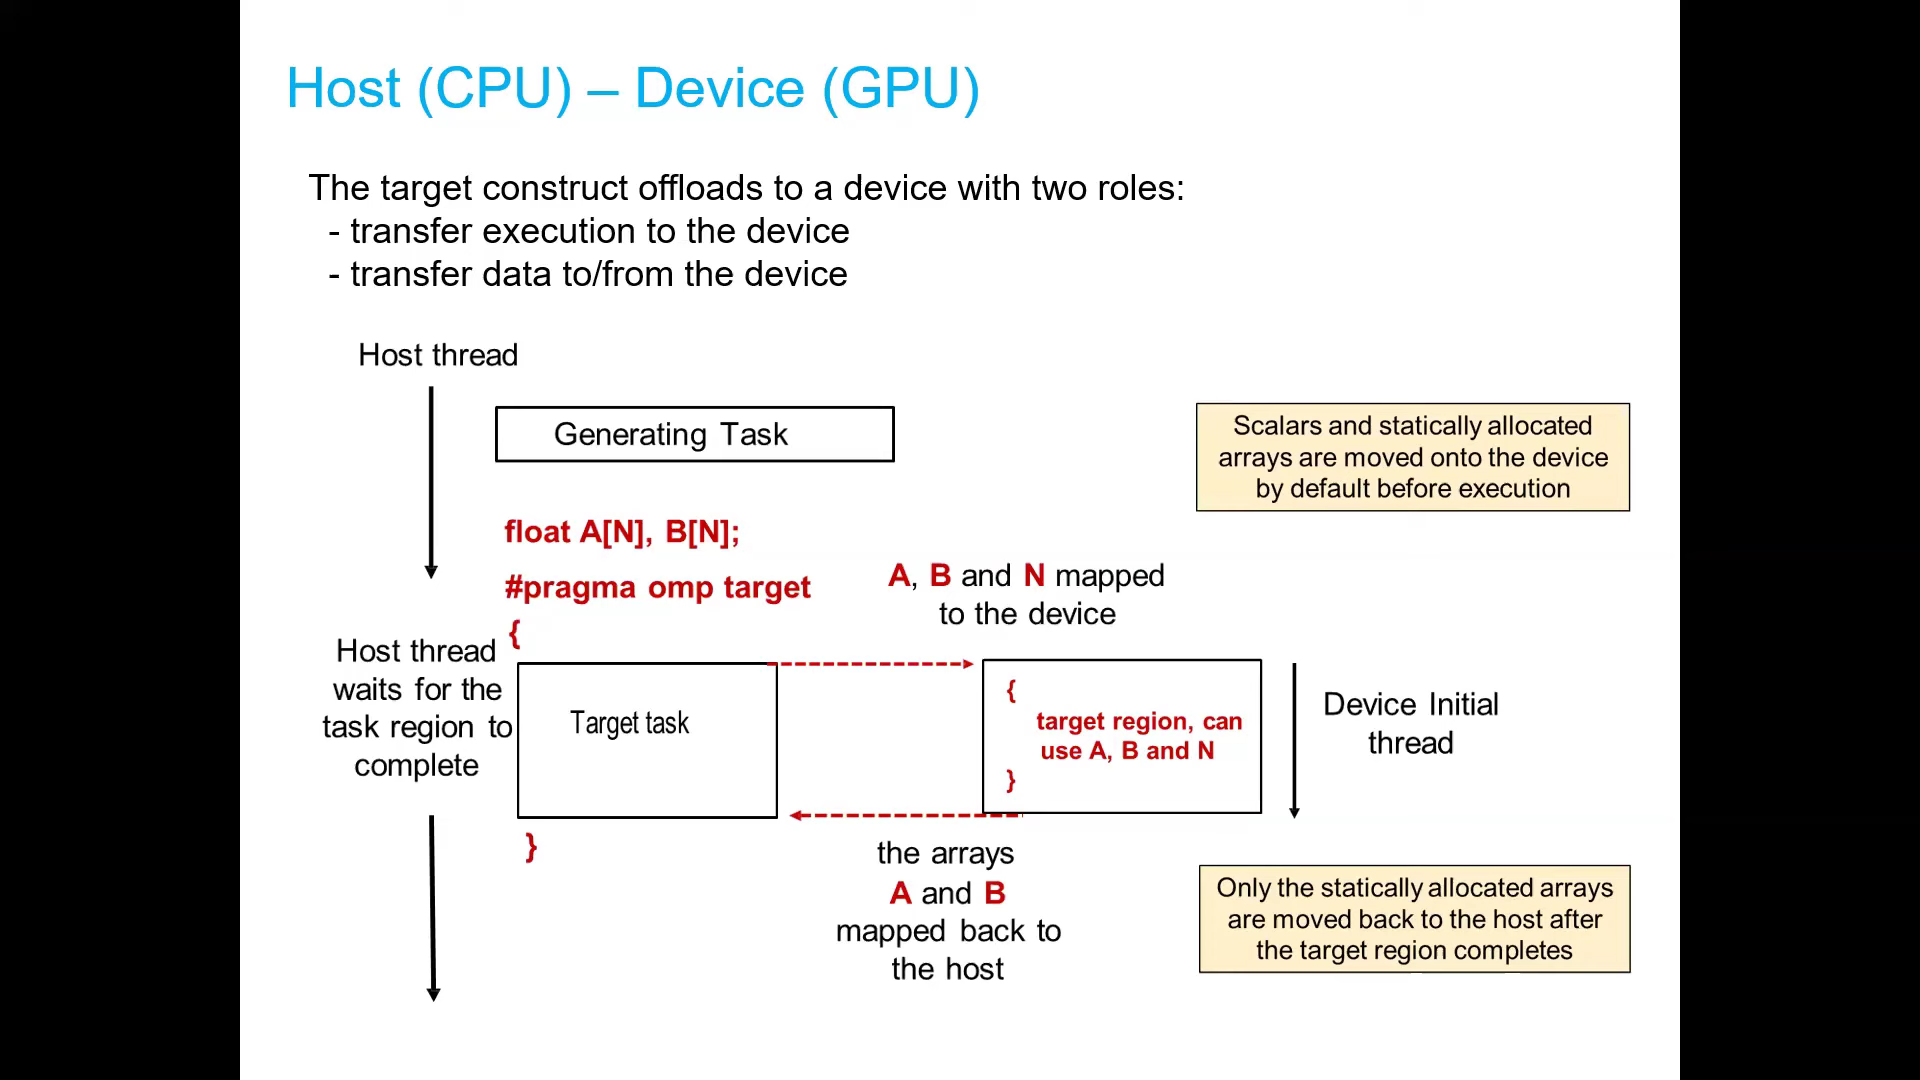 Host (CPU) – Device (GPU)
The target construct offloads to a device with two roles:
- transfer execution to the device
- transfer data to/from the device
Host thread
Generating Task
Scalars and statically allocated
arrays are moved onto the device
by default before execution
float A[N], B[N];
#pragma omp target
{
A, B and N mapped
to the device
Host thread
waits for the
task region to
complete
Target task
{
target region, can
use A, B and N
}
Device Initial
thread
}
the arrays
A and B
mapped back to
the host
Only the statically allocated arrays
are moved back to the host after
the target region completes